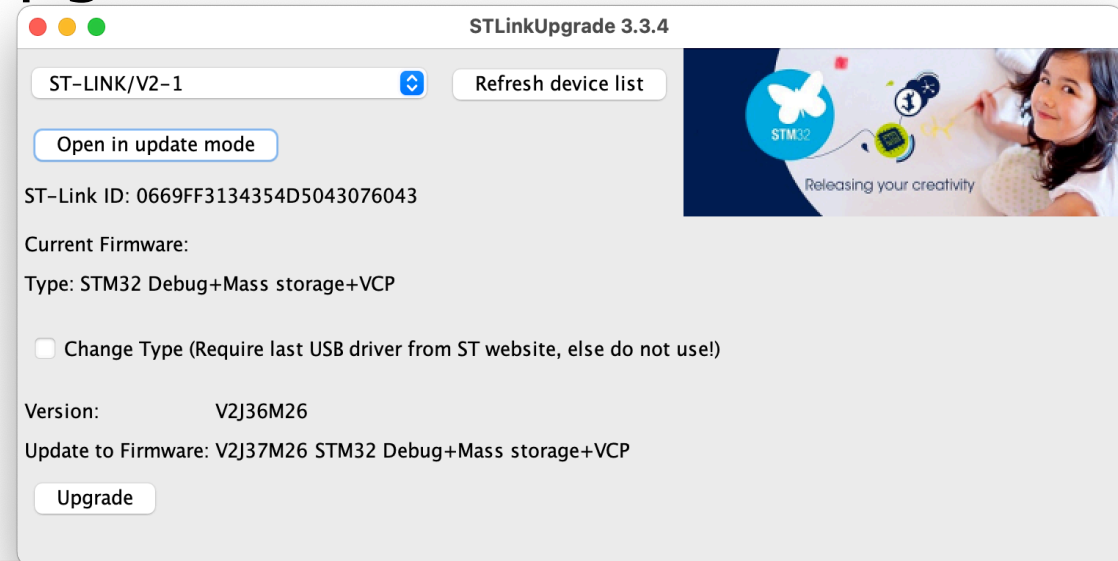 STLinkUpgrade 3.3.4
ST-LINK/V2-1
Refresh device list
Open in update mode
STM32
Releasing your creativity
ST-Link ID: 0669FF3134354D5043076043
Current Firmware:
Type: STM32 Debug+Mass storage+VCP
Change Type (Require last USB driver from ST website, else do not use!)
Version: V2J36M26
Update to Firmware: V2J37M26 STM32 Debug+Mass storage+VCP
Upgrade